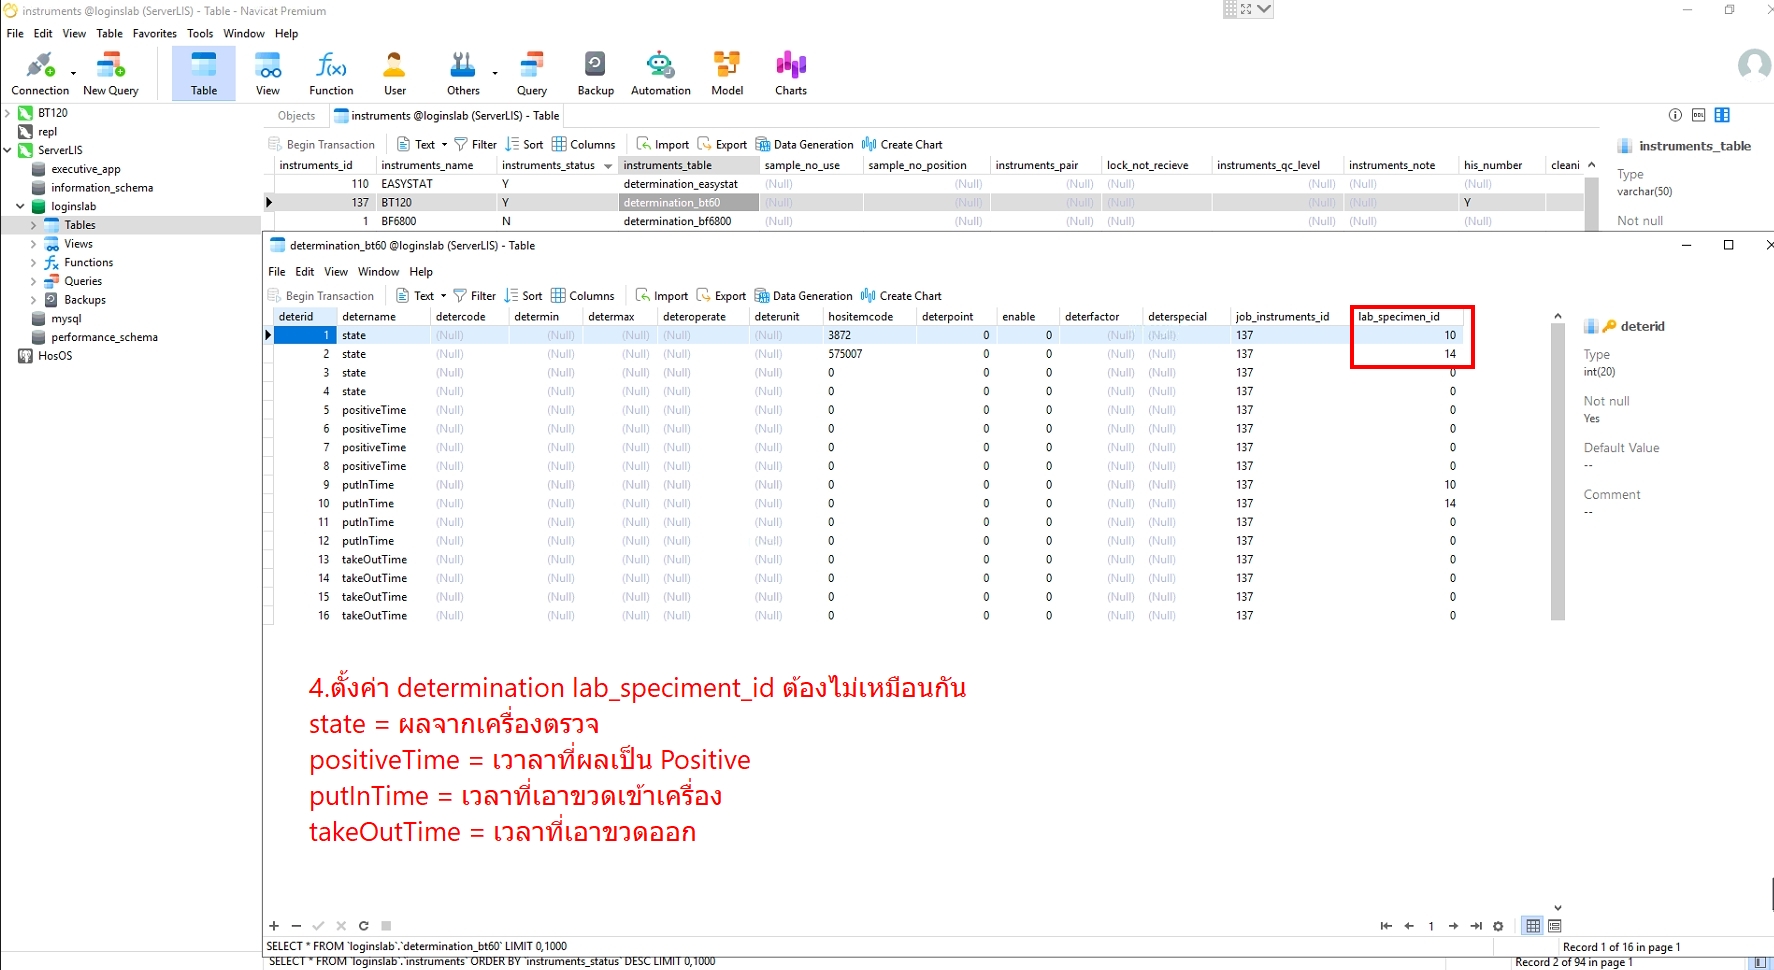 instruments @loginslab (ServerLIS) - Table - Navicat Premium
File Edit View Table Favorites Tools Window Help
Connection New Query Table View Function User Others Query Backup Automation Model Charts
BT120
repl
ServerLIS
executive_app
information_schema
loginslab
Tables
Views
Functions
Queries
Backups
mysql
performance_schema
HosOS
Objects instruments @loginslab (ServerLIS) - Table
Begin Transaction Text Filter Sort Columns Import Export Data Generation Create Chart
instruments_id instruments_name instruments_status instruments_table sample_no_use sample_no_position instruments_pair lock_not_recieve instruments_qc_level instruments_note his_number cleani
110 EASYSTAT Y determination_easystat (Null) (Null) (Null) (Null) (Null) (Null) (Null)
137 BT120 Y determination_bt60 (Null) (Null) (Null) (Null) (Null) (Null) Y
1 BF6800 N determination_bf6800 (Null) (Null) (Null) (Null) (Null) (Null) (Null)
instruments_table
Type
varchar(50)
Not null
determination_bt60 @loginslab (ServerLIS) - Table
File Edit View Window Help
Begin Transaction Text Filter Sort Columns Import Export Data Generation Create Chart
deterid detername detercode determin determax deteroperate deterunit hositemcode deterpoint enable deterfactor deterspecial job_instruments_id lab_specimen_id
1 state (Null) (Null) (Null) (Null) (Null) 3872 0 0 (Null) (Null) 137 10
2 state (Null) (Null) (Null) (Null) (Null) 575007 0 0 (Null) (Null) 137 14
3 state (Null) (Null) (Null) (Null) (Null) 0 0 0 (Null) (Null) 137 0
4 state (Null) (Null) (Null) (Null) (Null) 0 0 0 (Null) (Null) 137 0
5 positiveTime (Null) (Null) (Null) (Null) (Null) 0 0 0 (Null) (Null) 137 0
6 positiveTime (Null) (Null) (Null) (Null) (Null) 0 0 0 (Null) (Null) 137 0
7 positiveTime (Null) (Null) (Null) (Null) (Null) 0 0 0 (Null) (Null) 137 0
8 positiveTime (Null) (Null) (Null) (Null) (Null) 0 0 0 (Null) (Null) 137 0
9 putInTime (Null) (Null) (Null) (Null) (Null) 0 0 0 (Null) (Null) 137 10
10 putInTime (Null) (Null) (Null) (Null) (Null) 0 0 0 (Null) (Null) 137 14
11 putInTime (Null) (Null) (Null) (Null) (Null) 0 0 0 (Null) (Null) 137 0
12 putInTime (Null) (Null) (Null) (Null) (Null) 0 0 0 (Null) (Null) 137 0
13 takeOutTime (Null) (Null) (Null) (Null) (Null) 0 0 0 (Null) (Null) 137 0
14 takeOutTime (Null) (Null) (Null) (Null) (Null) 0 0 0 (Null) (Null) 137 0
15 takeOutTime (Null) (Null) (Null) (Null) (Null) 0 0 0 (Null) (Null) 137 0
16 takeOutTime (Null) (Null) (Null) (Null) (Null) 0 0 0 (Null) (Null) 137 0
deterid
Type
int(20)
Not null
Yes
Default Value
--
Comment
--
4.ตั้งค่า determination lab_speciment_id ต้องไม่เหมือนกัน
state = ผลจากเครื่องตรวจ
positiveTime = เวาลาที่ผลเป็น Positive
putInTime = เวลาที่เอาขวดเข้าเครื่อง
takeOutTime = เวลาที่เอาขวดออก
1
SELECT * FROM `loginslab`.`determination_bt60` LIMIT 0,1000
Record 1 of 16 in page 1
SELECT * FROM `loginslab`.`instruments` ORDER BY `instruments_status` DESC LIMIT 0,1000
Record 2 of 94 in page 1